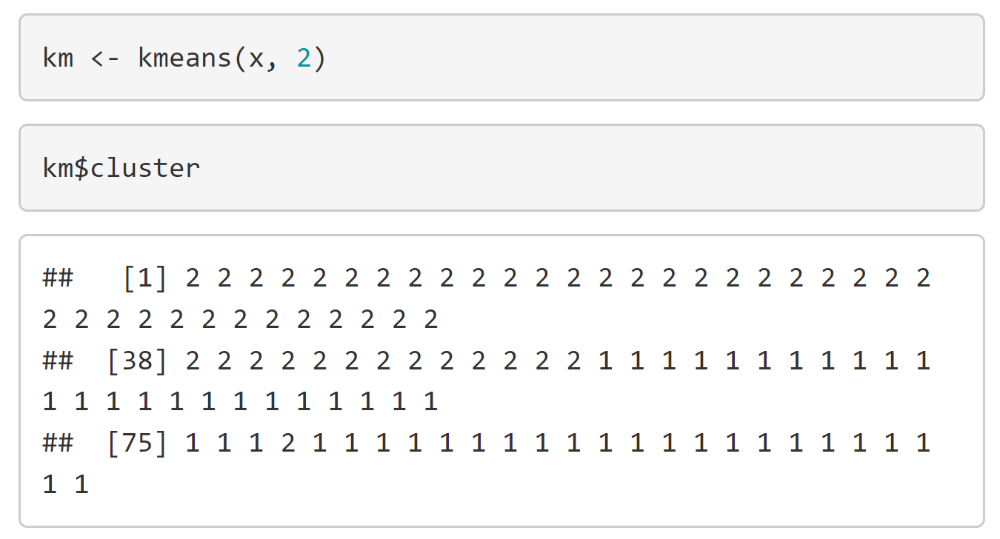 km <- kmeans(x, 2)
km$cluster
##   [1] 2 2 2 2 2 2 2 2 2 2 2 2 2 2 2 2 2 2 2 2 2 2 2 2
2 2 2 2 2 2 2 2 2 2 2 2 2
##  [38] 2 2 2 2 2 2 2 2 2 2 2 2 2 1 1 1 1 1 1 1 1 1 1 1
1 1 1 1 1 1 1 1 1 1 1 1 1
##  [75] 1 1 1 2 1 1 1 1 1 1 1 1 1 1 1 1 1 1 1 1 1 1 1 1
1 1